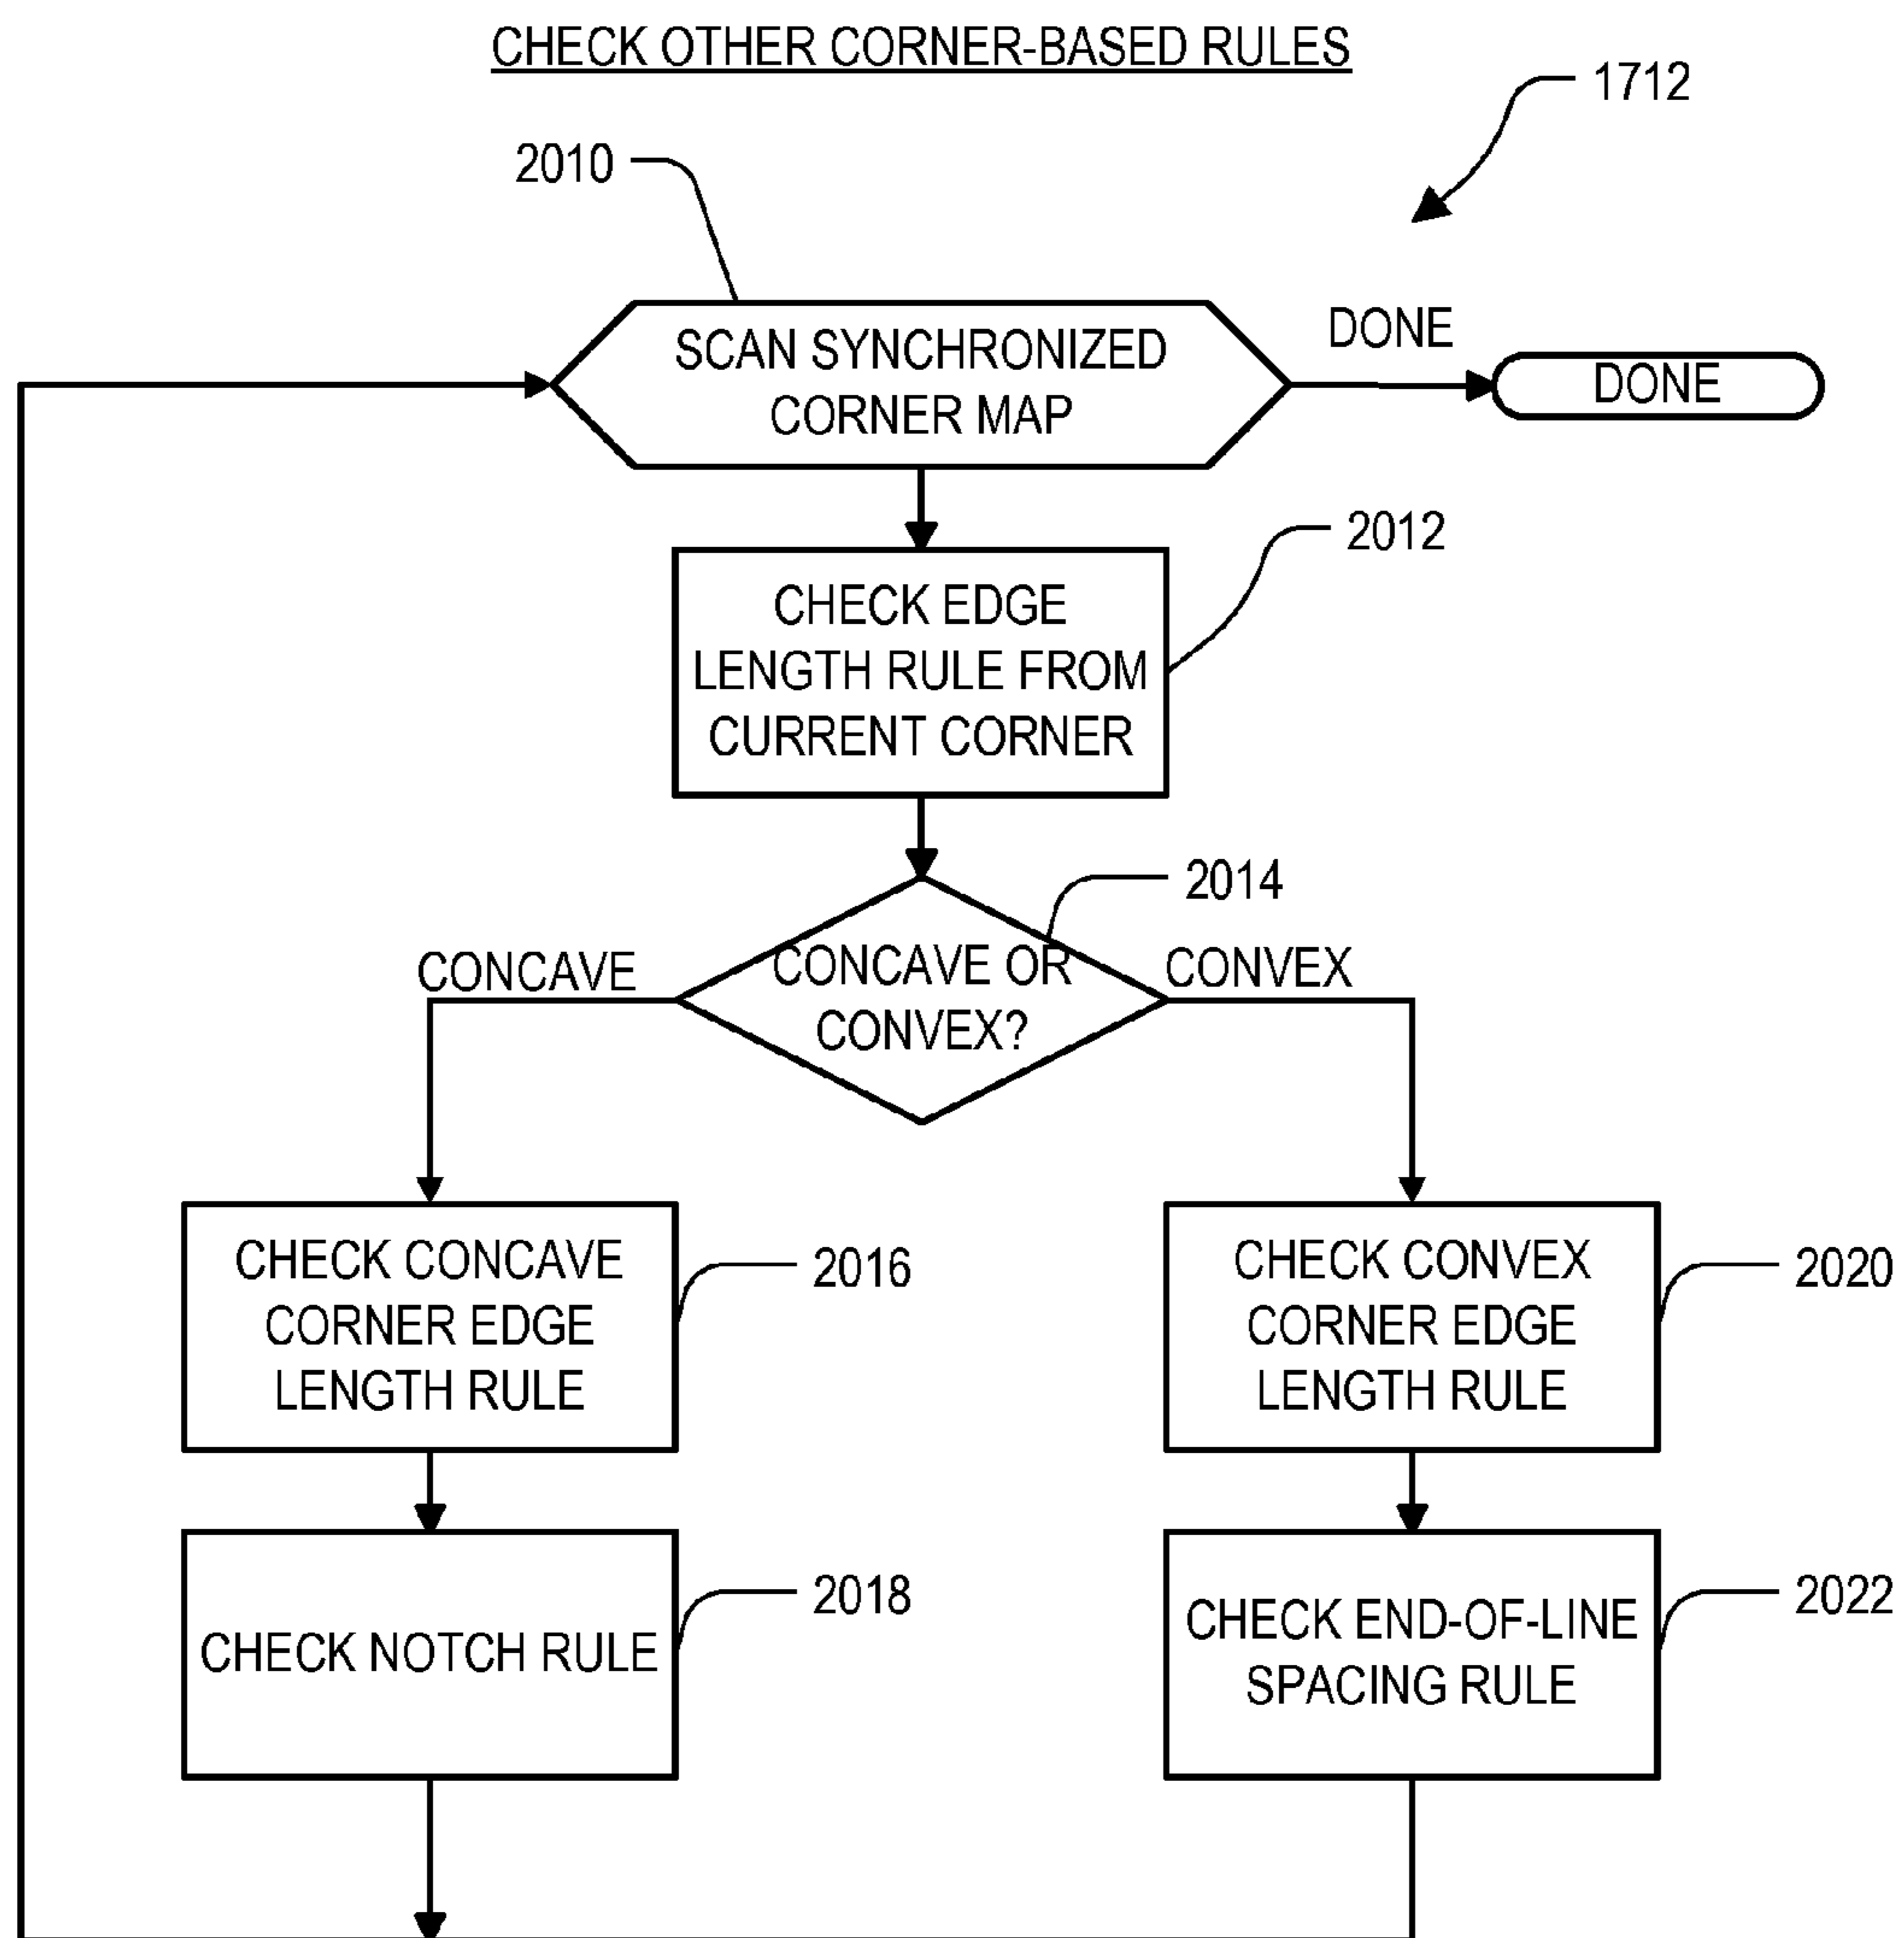 CHECK OTHER CORNER-BASED RULES
1712
2010
SCAN SYNCHRONIZED
CORNER MAP
DONE
DONE
2012
CHECK EDGE
LENGTH RULE FROM
CURRENT CORNER
2014
CONCAVE
CONCAVE OR
CONVEX?
CONVEX
CHECK CONCAVE
CORNER EDGE
LENGTH RULE
2016
CHECK CONVEX
CORNER EDGE
LENGTH RULE
2020
CHECK NOTCH RULE
2018
CHECK END-OF-LINE
SPACING RULE
2022